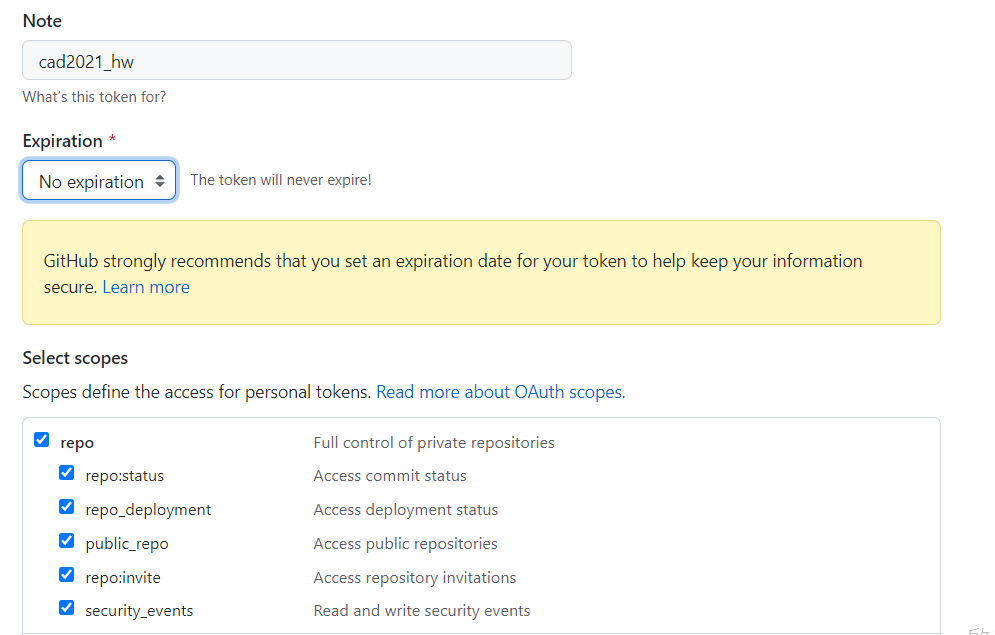 Note
cad2021_hw
What's this token for?
Expiration *
No expiration The token will never expire!
GitHub strongly recommends that you set an expiration date for your token to help keep your information
secure. Learn more
Select scopes
Scopes define the access for personal tokens. Read more about OAuth scopes.
repo Full control of private repositories
repo:status Access commit status
repo_deployment Access deployment status
public_repo Access public repositories
repo:invite Access repository invitations
security_events Read and write security events